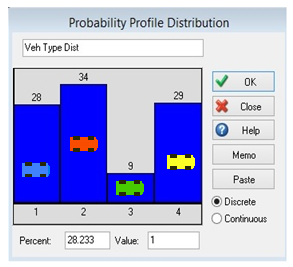 Probability Profile Distribution
Veh Type Dist
28
34
9
29
1
2
3
4
OK
Close
Help
Memo
Paste
Discrete
Continuous
Percent: 28.233 Value: 1